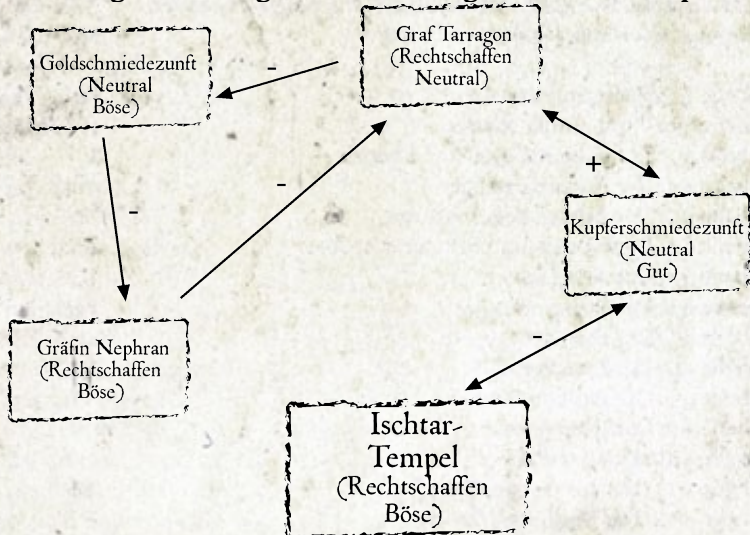 Graf Tarragon
(Rechtschaffen
Neutral)
Goldschmiedezunft
(Neutral
Böse)
-
-
+
-
-
Kupferschmiedezunft
(Neutral
Gut)
Gräfin Nephran
(Rechtschaffen
Böse)
-
Ischtar-
Tempel
(Rechtschaffen
Böse)